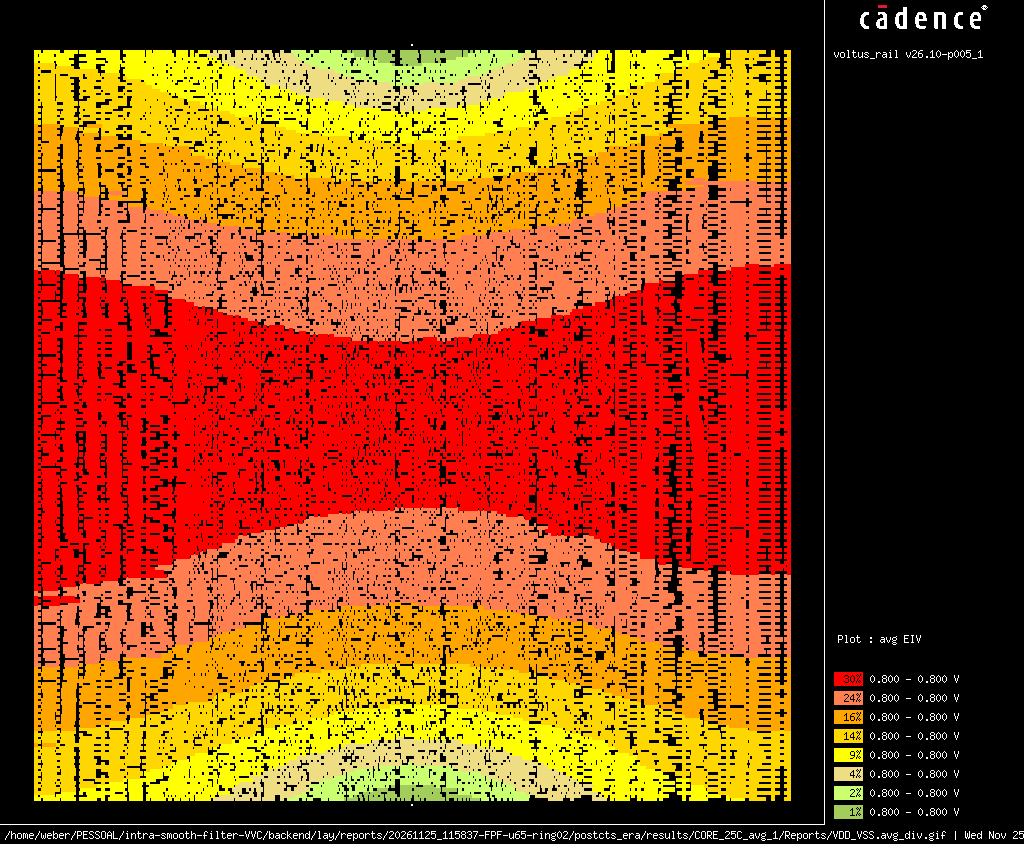 cādence®
voltus_rail v26.10-p005_1
Plot : avg EIV
30% 0.800 - 0.800 V
24% 0.800 - 0.800 V
16% 0.800 - 0.800 V
14% 0.800 - 0.800 V
9% 0.800 - 0.800 V
4% 0.800 - 0.800 V
2% 0.800 - 0.800 V
1% 0.800 - 0.800 V
/home/weber/PESSOAL/intra-smooth-filter-VVC/backend/lay/reports/20261125_115837-FPF-u65-ring02/postcts_era/results/CORE_25C_avg_1/Reports/VDD_VSS.avg_div.gif | Wed Nov 25